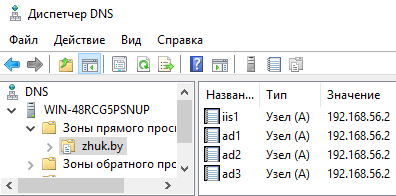 Диспетчер DNS
Файл Действие Вид Справка
DNS
WIN-48RCG5PSNUP
Зоны прямого прос
zhuk.by
Зоны обратного пр
Назван... Тип Значение
iis1 Узел (A) 192.168.56.2
ad1 Узел (A) 192.168.56.2
ad2 Узел (A) 192.168.56.2
ad3 Узел (A) 192.168.56.2